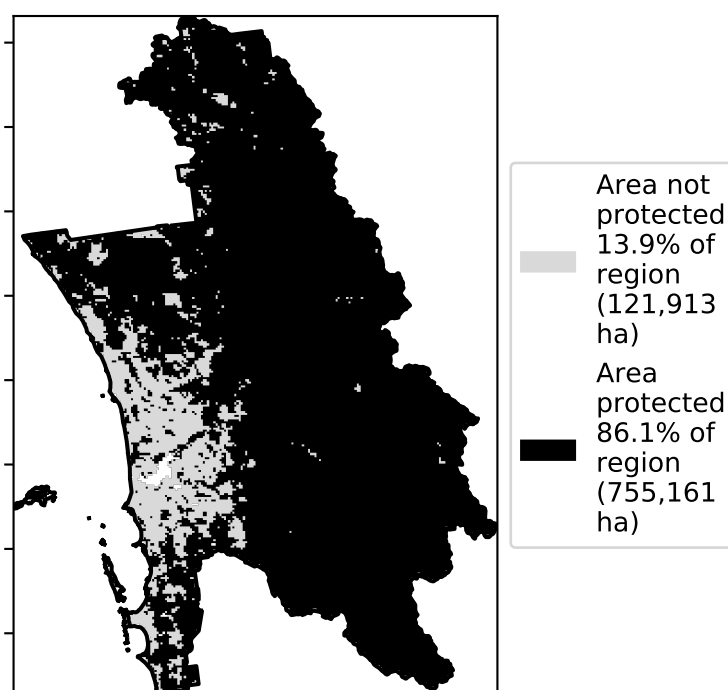 Area not
protected
13.9% of
region
(121,913
ha)
Area
protected
86.1% of
region
(755,161
ha)